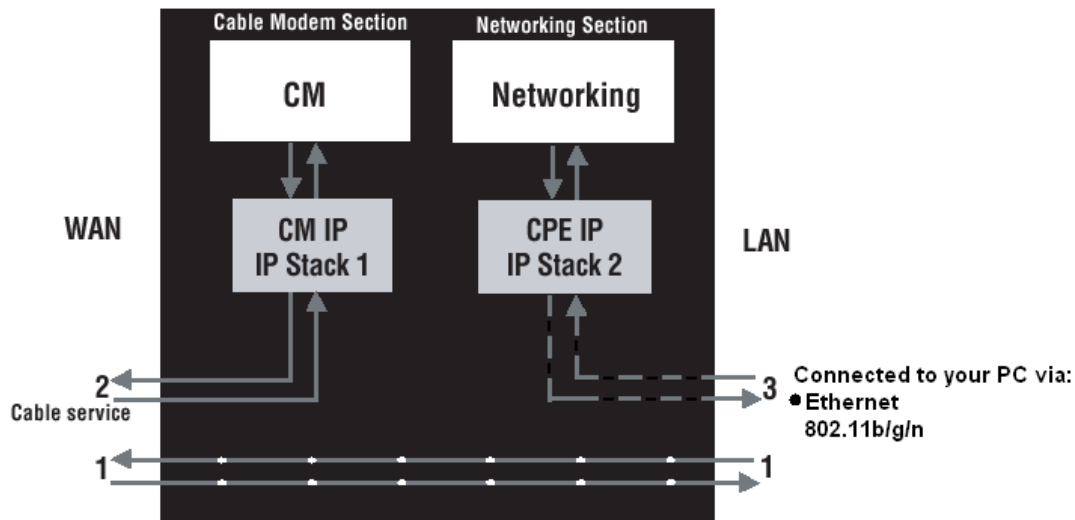 Cable Modem Section
Networking Section
CM
Networking
WAN
CM IP
IP Stack 1
CPE IP
IP Stack 2
LAN
2
Cable service
3
Connected to your PC via:
● Ethernet
802.11b/g/n
1
1